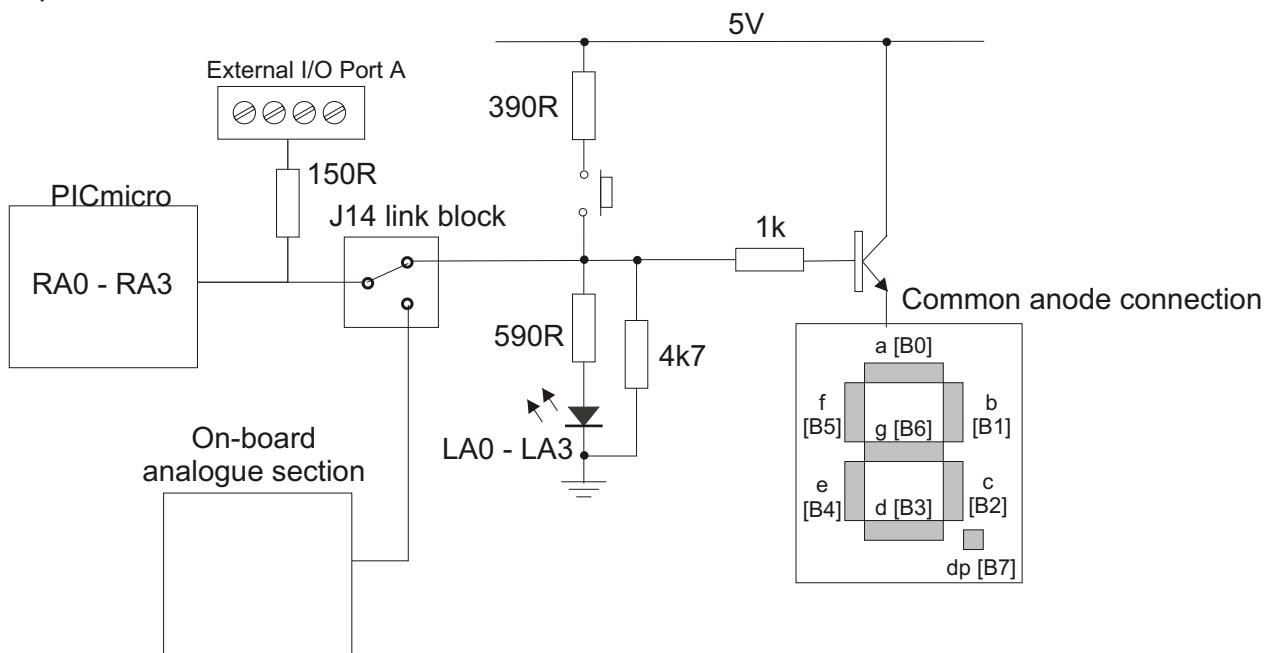 5V
External I/O Port A
390R
150R
PICmicro
J14 link block
1k
RA0 - RA3
Common anode connection
590R
4k7
a [B0]
f
[B5]
b
[B1]
g [B6]
LA0 - LA3
On-board
analogue section
e
[B4]
c
[B2]
d [B3]
dp [B7]